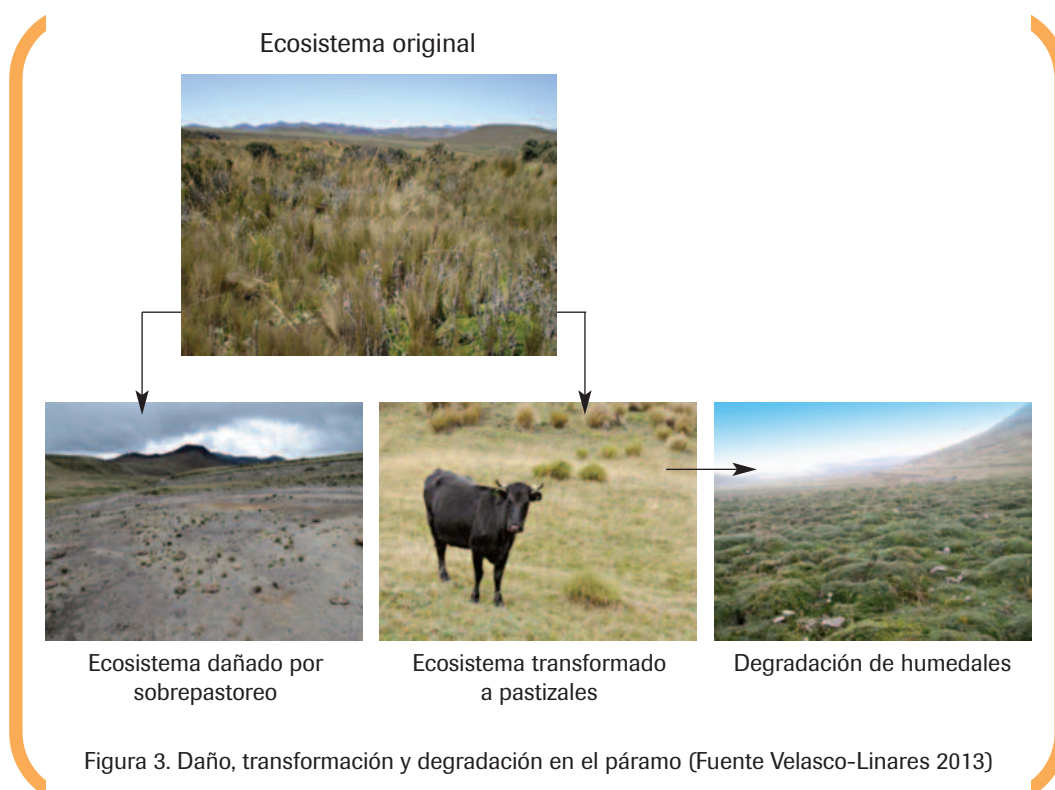 Ecosistema original
Ecosistema dañado por
sobrepastoreo
Ecosistema transformado
a pastizales
Degradación de humedales
Figura 3. Daño, transformación y degradación en el páramo (Fuente Velasco-Linares 2013)